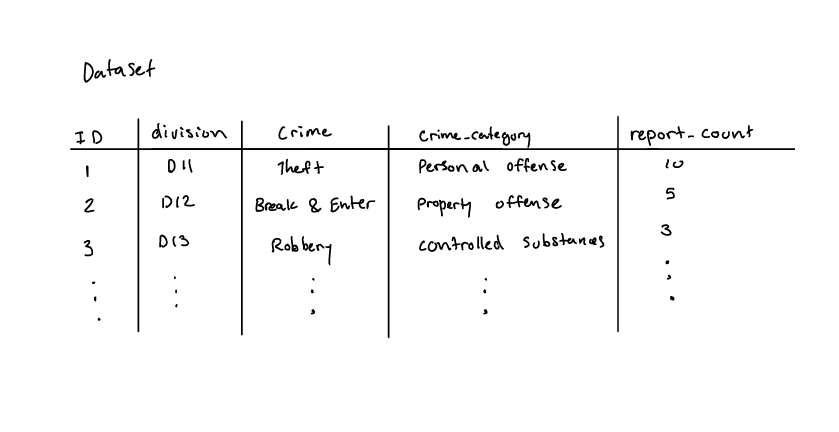 Dataset
ID division Crime Crime_category report_count
1 D11 Theft Personal offense 10
2 D12 Break & Enter Property offense 5
3 D13 Robbery controlled substances 3